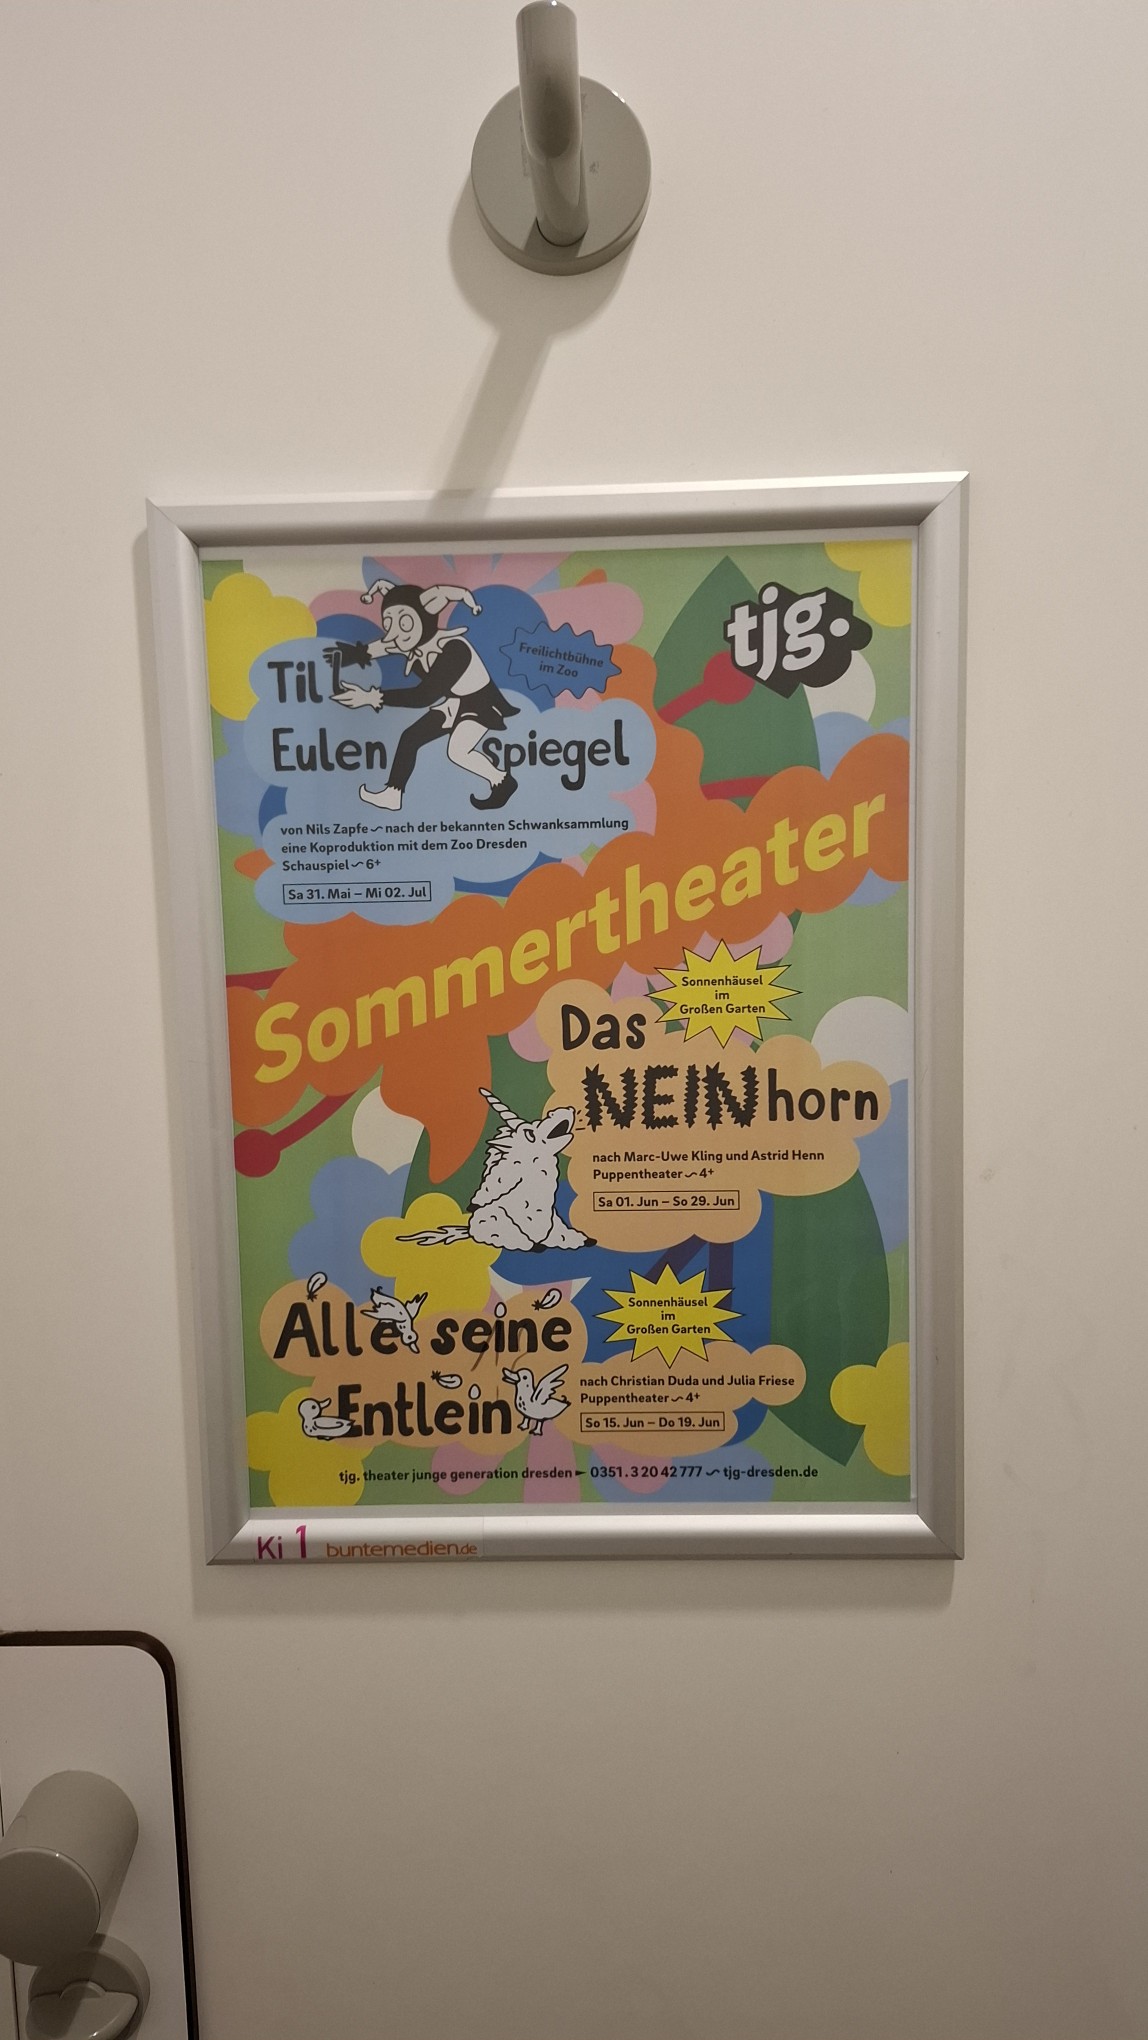 tjg.
Till
Eulenspiegel
Freilichtbühne
im Zoo
von Nils Zapfe ~ nach der bekannten Schwanksammlung
eine Koproduktion mit dem Zoo Dresden
Schauspiel ~ 6+
Sa 31. Mai – Mi 02. Jul
Sommertheater
Sonnenhäusel
im
Großen Garten
Das
NEINhorn
nach Marc-Uwe Kling und Astrid Henn
Puppentheater ~ 4+
Sa 01. Jun – So 29. Jun
Alle seine
Entlein
Sonnenhäusel
im
Großen Garten
nach Christian Duda und Julia Friese
Puppentheater ~ 4+
So 15. Jun – Do 19. Jun
tjg. theater junge generation dresden ► 0351.320 42 777 ~ tjg-dresden.de
Ki 1 buntemedien.de